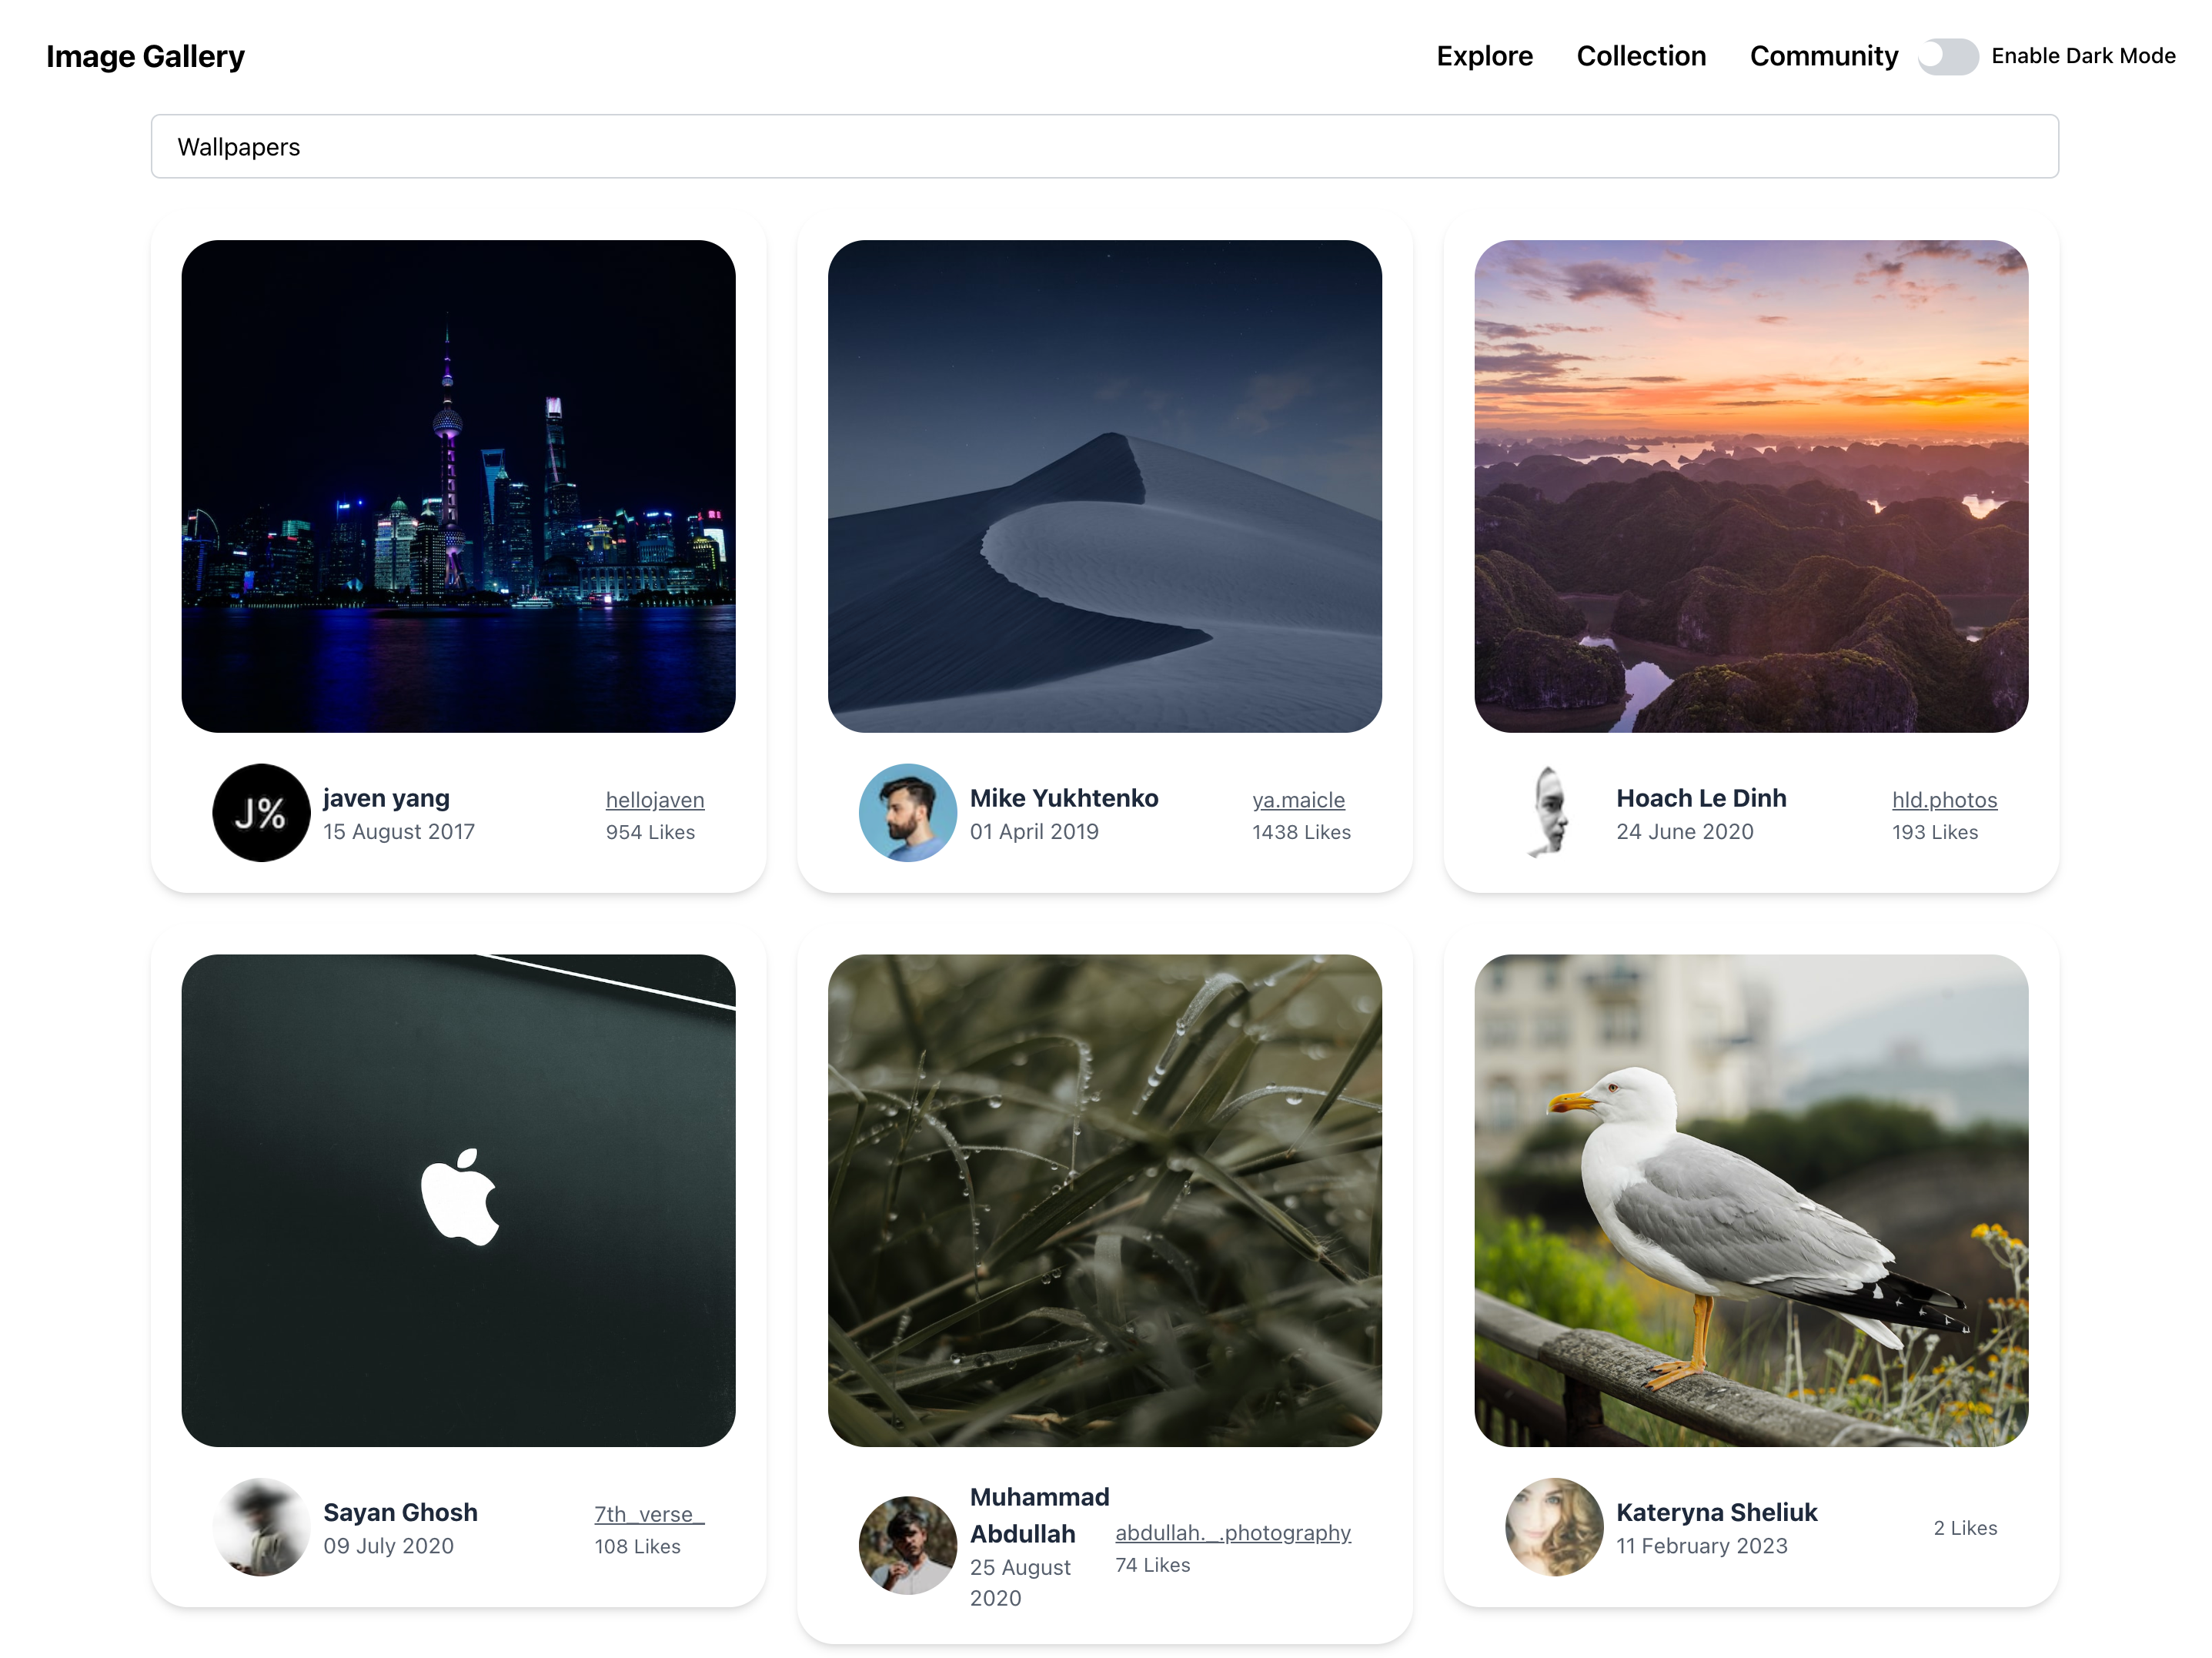 Image Gallery
Explore
Collection
Community
Enable Dark Mode
Wallpapers
J%
javen yang
15 August 2017
hellojaven
954 Likes
Mike Yukhtenko
01 April 2019
ya.maicle
1438 Likes
Hoach Le Dinh
24 June 2020
hld.photos
193 Likes
Sayan Ghosh
09 July 2020
7th_verse_
108 Likes
Muhammad
Abdullah
25 August
2020
abdullah._.photography
74 Likes
Kateryna Sheliuk
11 February 2023
2 Likes